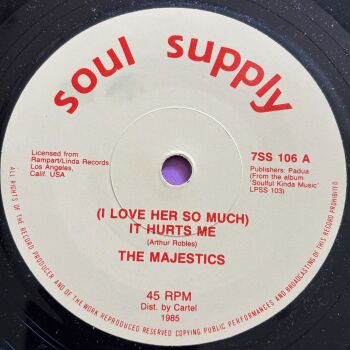 soul supply
Licensed from
Rampart/Linda Records
Los Angeles,
Calif. USA
7SS 106 A
Publishers: Padua
(From the album
'Soulful Kinda Music'
LPSS 103)
(I LOVE HER SO MUCH)
IT HURTS ME
(Arthur Robles)
THE MAJESTICS
45 RPM
Dist. by Cartel
1985
ALL RIGHTS OF THE RECORD PRODUCER AND OF THE WORK REPRODUCED RESERVED COPYING PUBLIC PERFORMANCES AND BROADCASTING OF THIS RECORD PROHIBITED